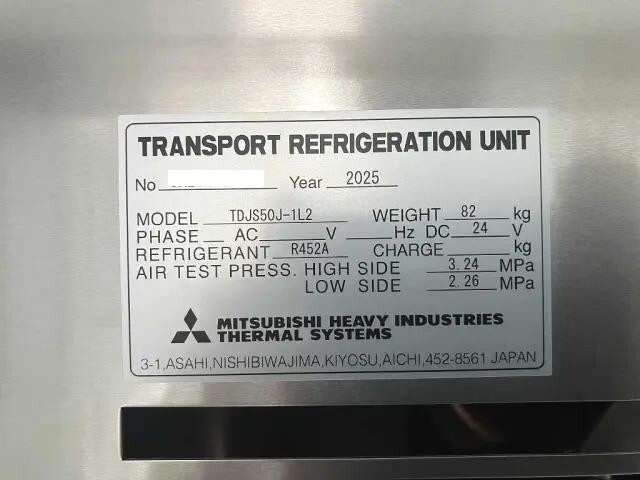 TRANSPORT REFRIGERATION UNIT
No Year 2025
MODEL TDJS50J-1L2 WEIGHT 82 kg
PHASE AC V Hz DC 24 V
REFRIGERANT R452A CHARGE kg
AIR TEST PRESS. HIGH SIDE 3.24 MPa
LOW SIDE 2.26 MPa
MITSUBISHI HEAVY INDUSTRIES
THERMAL SYSTEMS
3-1,ASAHI,NISHIBIWAJIMA,KIYOSU,AICHI,452-8561 JAPAN